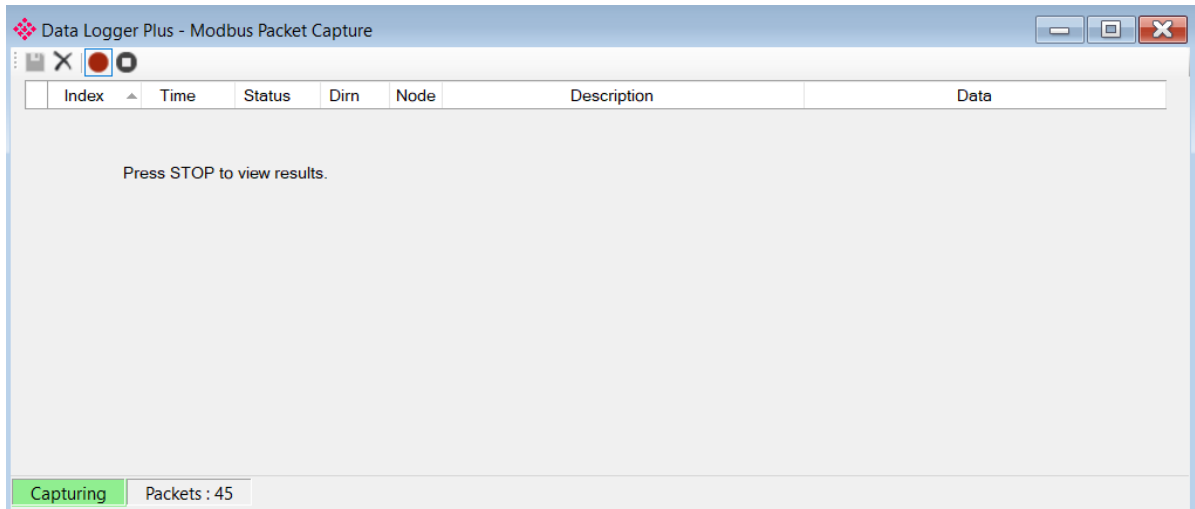 Data Logger Plus - Modbus Packet Capture
Index Time Status Dirn Node Description Data
Press STOP to view results.
Capturing Packets : 45